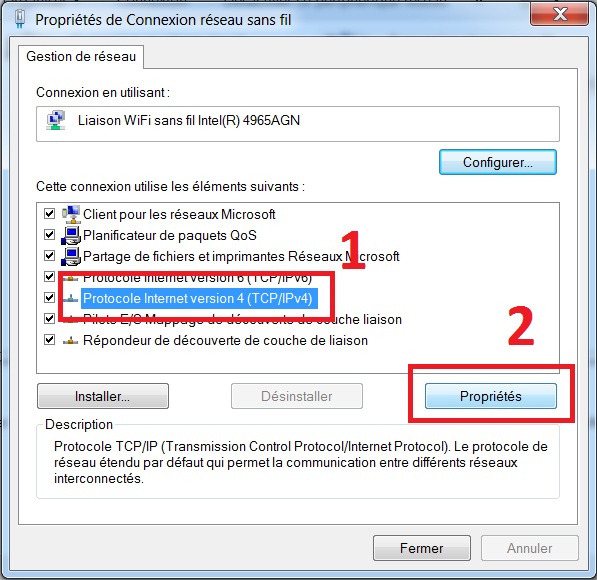 Propriétés de Connexion réseau sans fil
Gestion de réseau
Connexion en utilisant :
Liaison WiFi sans fil Intel(R) 4965AGN
Configurer...
Cette connexion utilise les éléments suivants :
Client pour les réseaux Microsoft
Planificateur de paquets QoS
1
Partage de fichiers et imprimantes Réseaux Microsoft
Protocole Internet version 6 (TCP/IPv6)
Protocole Internet version 4 (TCP/IPv4)
Pilote E/S Mappage de découverte de couche liaison
2
Répondeur de découverte de couche de liaison
Installer...
Désinstaller
Propriétés
Description
Protocole TCP/IP (Transmission Control Protocol/Internet Protocol). Le protocole de
réseau étendu par défaut qui permet la communication entre différents réseaux
interconnectés.
Fermer
Annuler